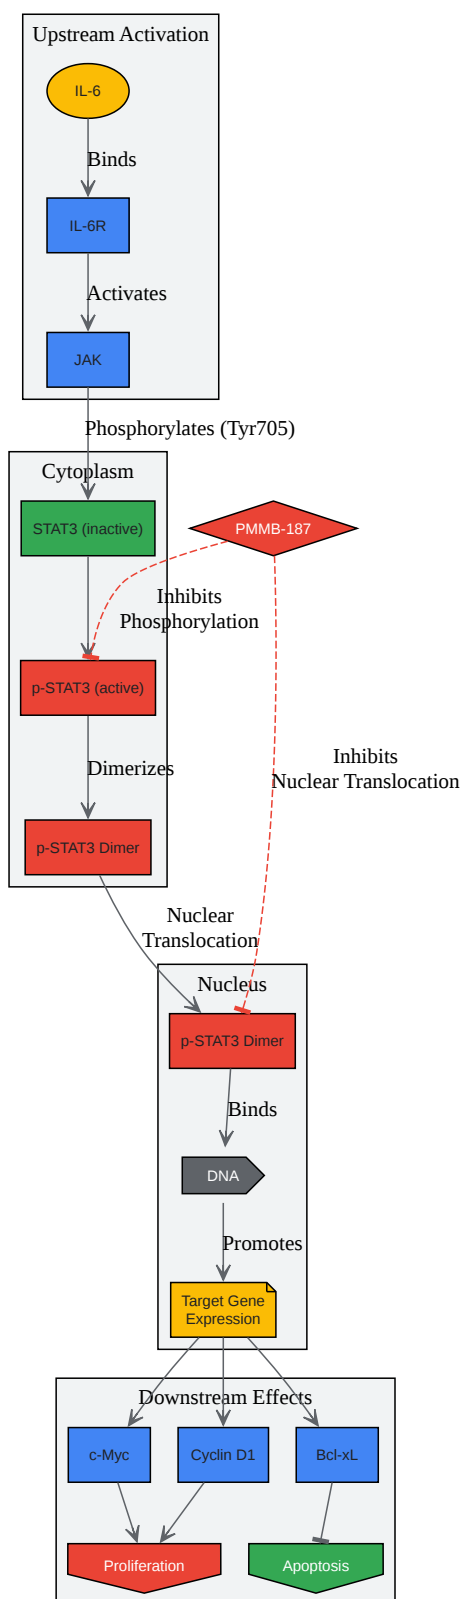 Upstream Activation
IL-6
Binds
IL-6R
Activates
JAK
Phosphorylates (Tyr705)
Cytoplasm
STAT3 (inactive)
PMMB-187
Inhibits
Phosphorylation
p-STAT3 (active)
Inhibits
Nuclear Translocation
Dimerizes
p-STAT3 Dimer
Nuclear
Translocation
Nucleus
p-STAT3 Dimer
Binds
DNA
Promotes
Target Gene
Expression
Downstream Effects
c-Myc
Cyclin D1
Bcl-xL
Proliferation
Apoptosis